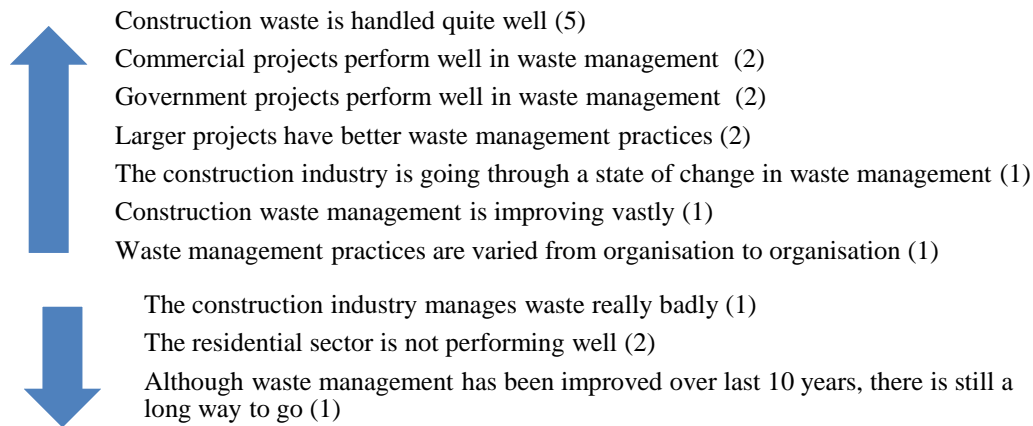 Construction waste is handled quite well (5)
Commercial projects perform well in waste management (2)
Government projects perform well in waste management (2)
Larger projects have better waste management practices (2)
The construction industry is going through a state of change in waste management (1)
Construction waste management is improving vastly (1)
Waste management practices are varied from organisation to organisation (1)
The construction industry manages waste really badly (1)
The residential sector is not performing well (2)
Although waste management has been improved over last 10 years, there is still a
long way to go (1)